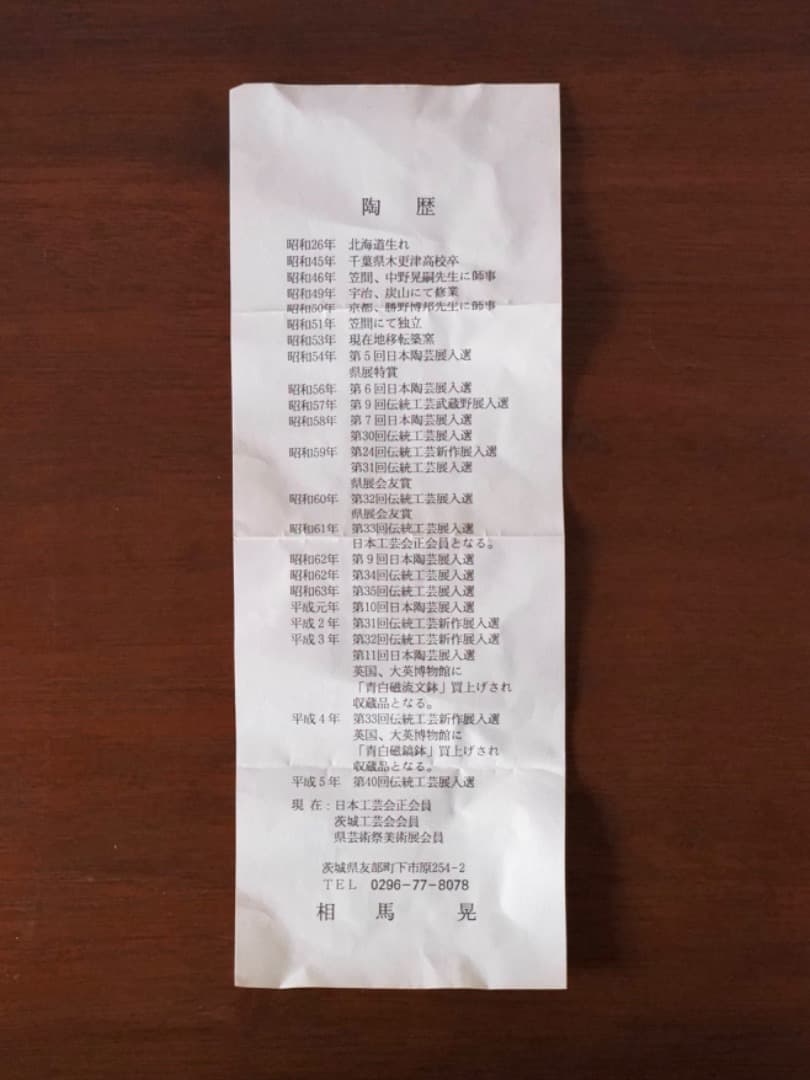 陶 歴
昭和26年 北海道生れ
昭和45年 千葉県木更津高校卒
昭和46年 笠間、中野晃嗣先生に師事
昭和49年 宇治、炭山にて修業
昭和50年 京都、勝野博邦先生に師事
昭和51年 笠間にて独立
昭和53年 現在地移転築窯
昭和54年 第5回日本陶芸展入選
県展特賞
昭和56年 第6回日本陶芸展入選
昭和57年 第9回伝統工芸武蔵野展入選
昭和58年 第7回日本陶芸展入選
第30回伝統工芸展入選
昭和59年 第24回伝統工芸新作展入選
第31回伝統工芸展入選
県展会友賞
昭和60年 第32回伝統工芸展入選
県展会友賞
昭和61年 第33回伝統工芸展入選
日本工芸会正会員となる。
昭和62年 第9回日本陶芸展入選
昭和62年 第34回伝統工芸展入選
昭和63年 第35回伝統工芸展入選
平成元年 第10回日本陶芸展入選
平成2年 第31回伝統工芸新作展入選
平成3年 第32回伝統工芸新作展入選
第11回日本陶芸展入選
英国、大英博物館に
「青白磁流文鉢」買上げされ
収蔵品となる。
平成4年 第33回伝統工芸新作展入選
英国、大英博物館に
「青白磁鎬鉢」買上げされ
収蔵品となる。
平成5年 第40回伝統工芸展入選
現在:日本工芸会正会員
茨城工芸会会員
県芸術祭美術展会員
茨城県友部町下市原254-2
TEL 0296-77-8078
相 馬 晃